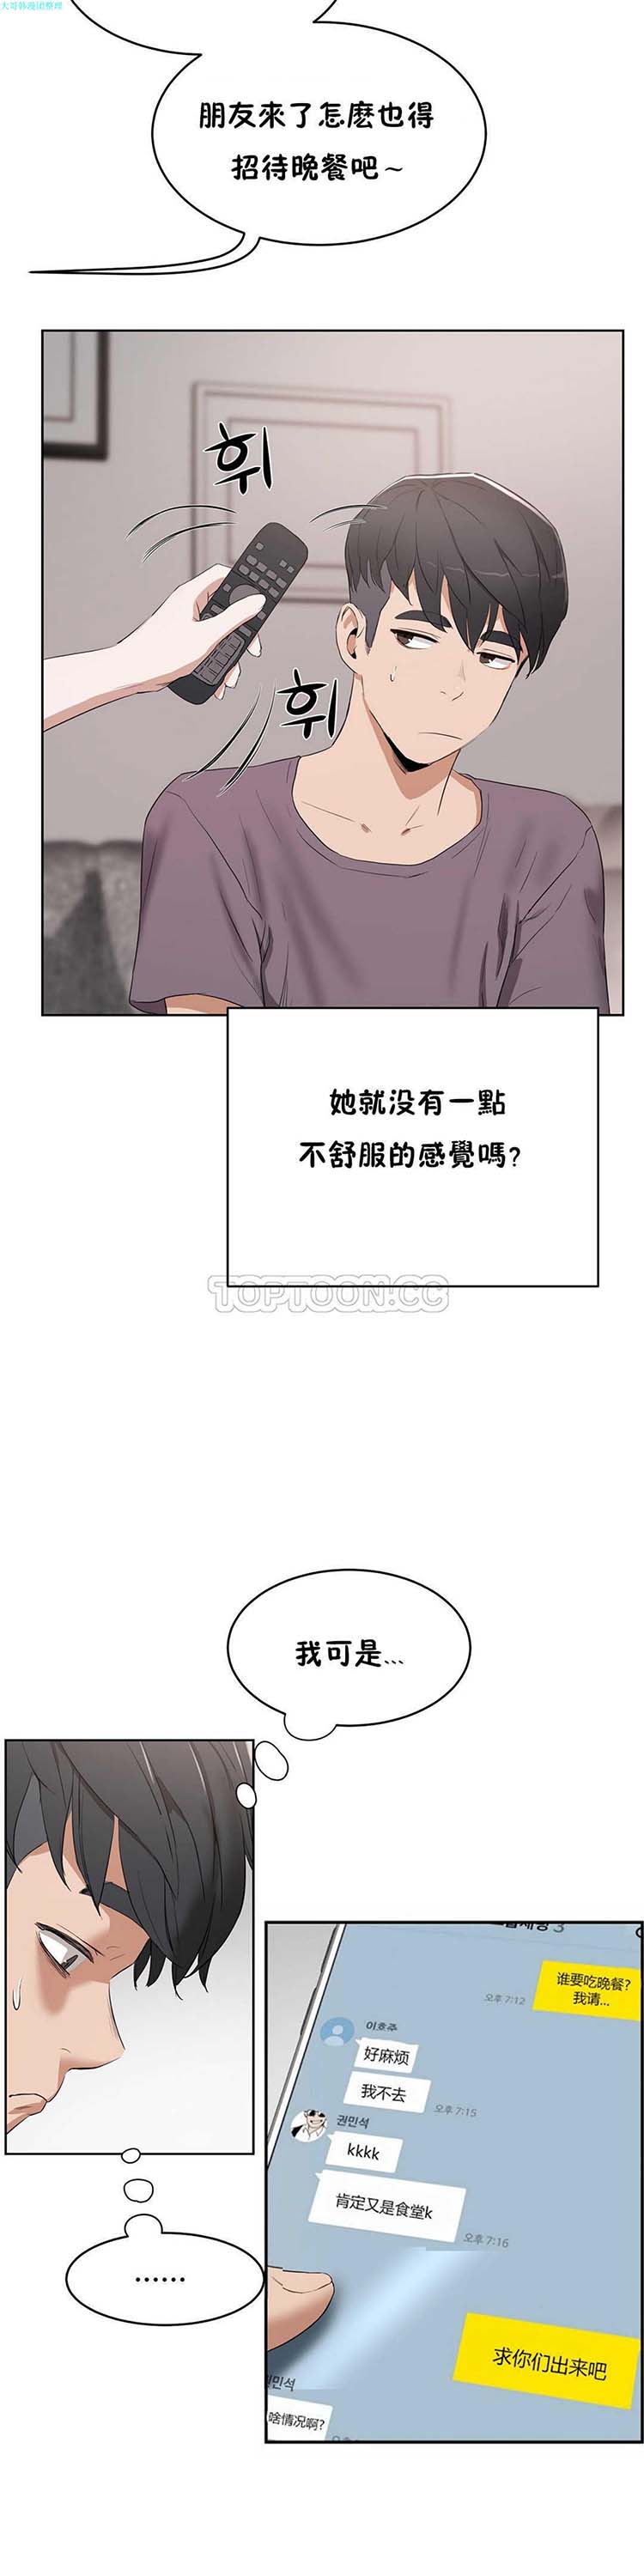 大哥韩漫团整理
朋友來了怎麽也得
招待晚餐吧~
휘
휘
她就没有一點
不舒服的感覺嗎?
TOPTOON.CC
我可是...
3
谁要吃晚餐?
我请...
오후 7:12
이호주
好麻烦
我不去
오후 7:15
권민석
kkkk
肯定又是食堂k
오후 7:16
......
求你们出来吧
권민석
啥情况啊?